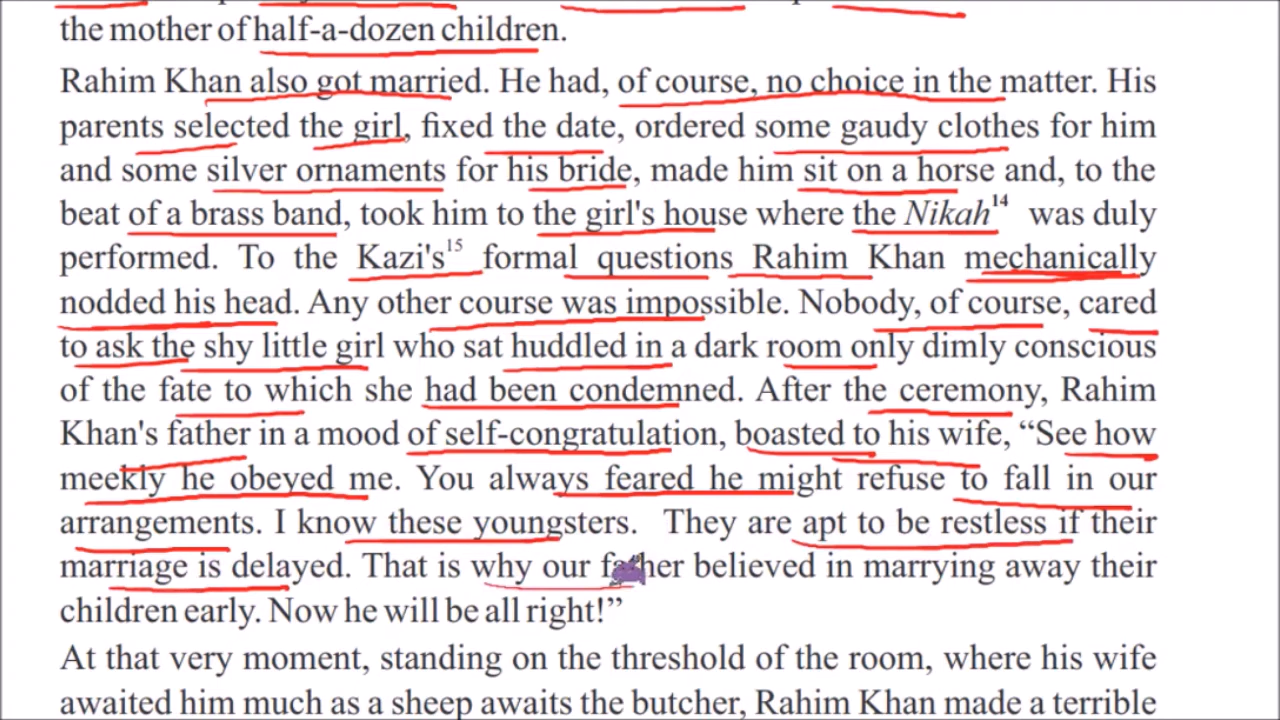 the mother of half-a-dozen children.
Rahim Khan also got married. He had, of course, no choice in the matter. His
parents selected the girl, fixed the date, ordered some gaudy clothes for him
and some silver ornaments for his bride, made him sit on a horse and, to the
beat of a brass band, took him to the girl's house where the Nikah14 was duly
performed. To the Kazi's15 formal questions Rahim Khan mechanically
nodded his head. Any other course was impossible. Nobody, of course, cared
to ask the shy little girl who sat huddled in a dark room only dimly conscious
of the fate to which she had been condemned. After the ceremony, Rahim
Khan's father in a mood of self-congratulation, boasted to his wife, “See how
meekly he obeyed me. You always feared he might refuse to fall in our
arrangements. I know these youngsters. They are apt to be restless if their
marriage is delayed. That is why our father believed in marrying away their
children early. Now he will be all right!”
At that very moment, standing on the threshold of the room, where his wife
awaited him much as a sheep awaits the butcher, Rahim Khan made a terrible